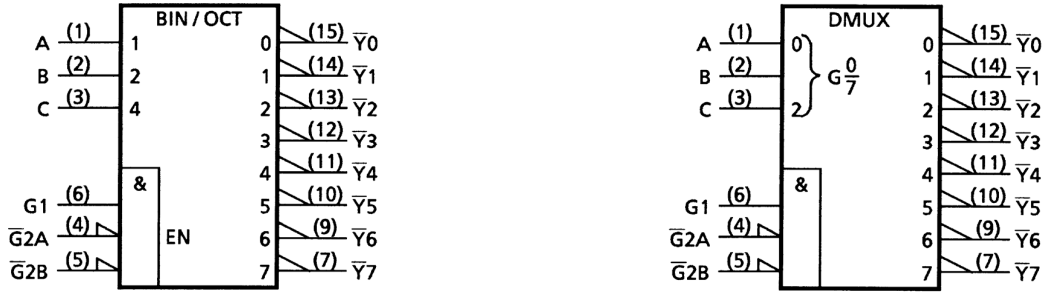 BIN / OCT
A (1) 1 0 (15) Y̅0
B (2) 2 1 (14) Y̅1
C (3) 4 2 (13) Y̅2
3 (12) Y̅3
4 (11) Y̅4
&
G1 (6) 5 (10) Y̅5
G̅2A (4) EN 6 (9) Y̅6
G̅2B (5) 7 (7) Y̅7
DMUX
A (1) 0 0 (15) Y̅0
B (2) G 0/7 1 (14) Y̅1
C (3) 2 2 (13) Y̅2
3 (12) Y̅3
4 (11) Y̅4
&
G1 (6) 5 (10) Y̅5
G̅2A (4) 6 (9) Y̅6
G̅2B (5) 7 (7) Y̅7